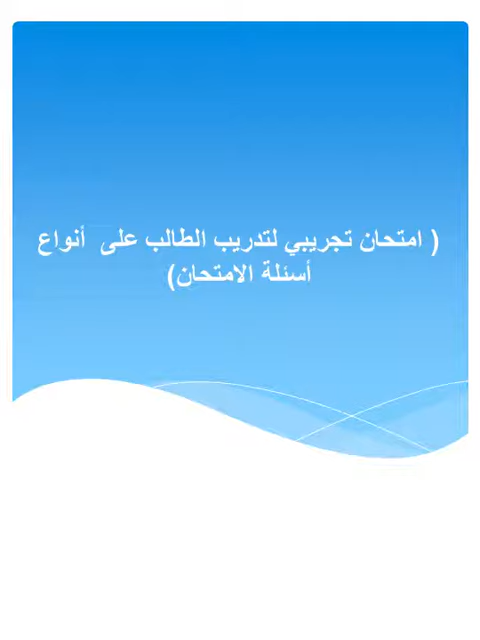 ( امتحان تجريبي لتدريب الطالب على أنواع
أسئلة الامتحان)